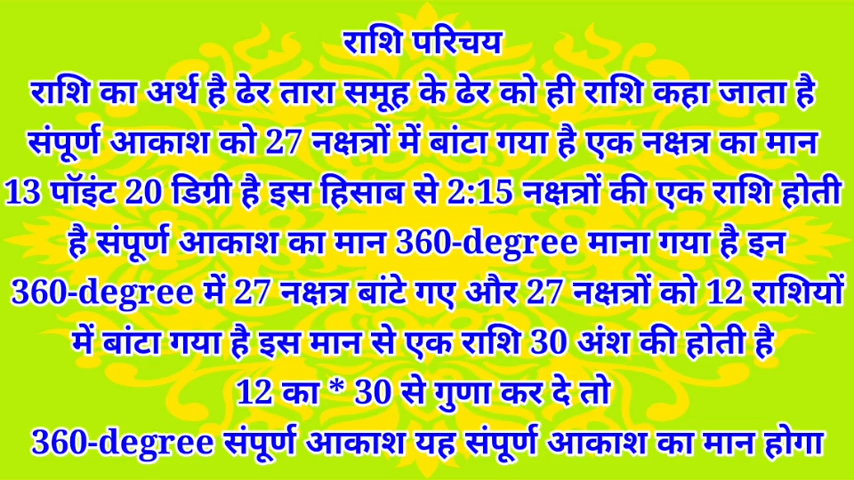 राशि परिचय
राशि का अर्थ है ढेर तारा समूह के ढेर को ही राशि कहा जाता है
संपूर्ण आकाश को 27 नक्षत्रों में बांटा गया है एक नक्षत्र का मान
13 पॉइंट 20 डिग्री है इस हिसाब से 2:15 नक्षत्रों की एक राशि होती
है संपूर्ण आकाश का मान 360-degree माना गया है इन
360-degree में 27 नक्षत्र बांटे गए और 27 नक्षत्रों को 12 राशियों
में बांटा गया है इस मान से एक राशि 30 अंश की होती है
12 का * 30 से गुणा कर दे तो
360-degree संपूर्ण आकाश यह संपूर्ण आकाश का मान होगा